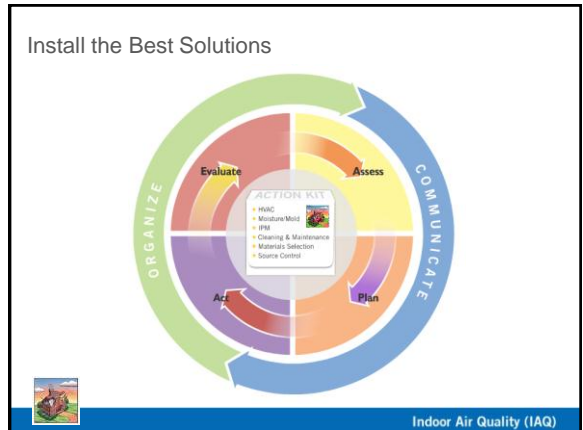 Install the Best Solutions
ORGANIZE
COMMUNICATE
Evaluate
Assess
ACTION KIT
HVAC
Moisture/Mold
IPM
Cleaning & Maintenance
Materials Selection
Source Control
Act
Plan
Indoor Air Quality (IAQ)